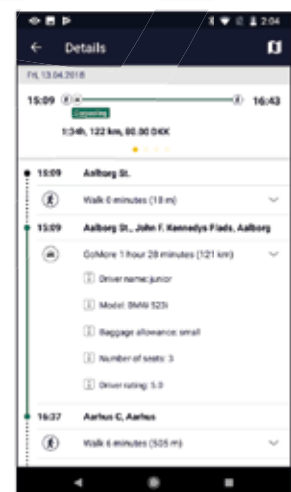 2:04
Details
Fri, 13.04.2018
15:09
16:43
Carpooling
1:34h, 122 km, 80.00 DKK
15:09 Aalborg St.
Walk 0 minutes (18 m)
15:09 Aalborg St., John F. Kennedys Plads, Aalborg
GoMore 1 hour 28 minutes (121 km)
Driver name: junior
Model: BMW 523i
Baggage allowance: small
Number of seats: 3
Driver rating: 5.0
16:37 Aarhus C, Aarhus
Walk 6 minutes (505 m)